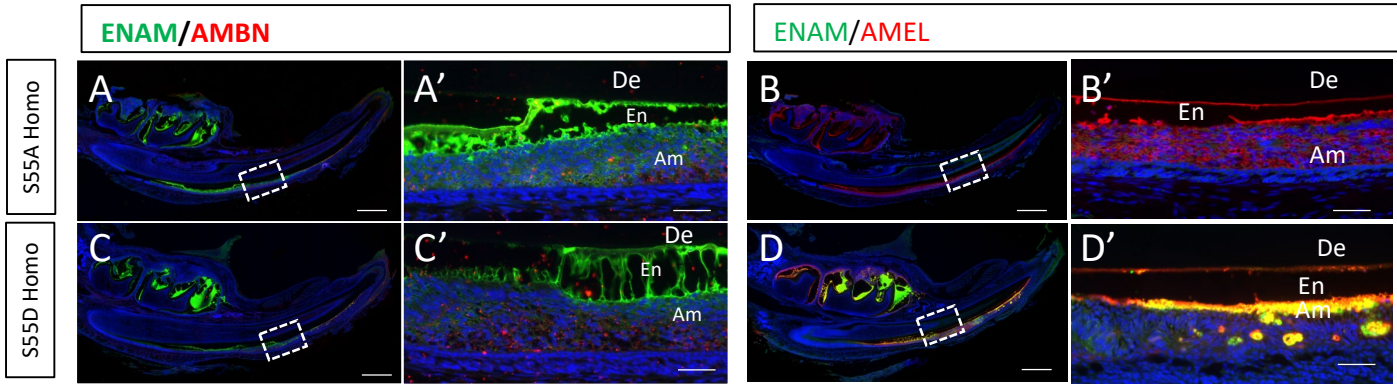 ENAM/AMBN
ENAM/AMEL
S55A Homo
A
A’
De
En
Am
B
B’
De
En
Am
S55D Homo
C
C’
De
En
Am
D
D’
De
En
Am